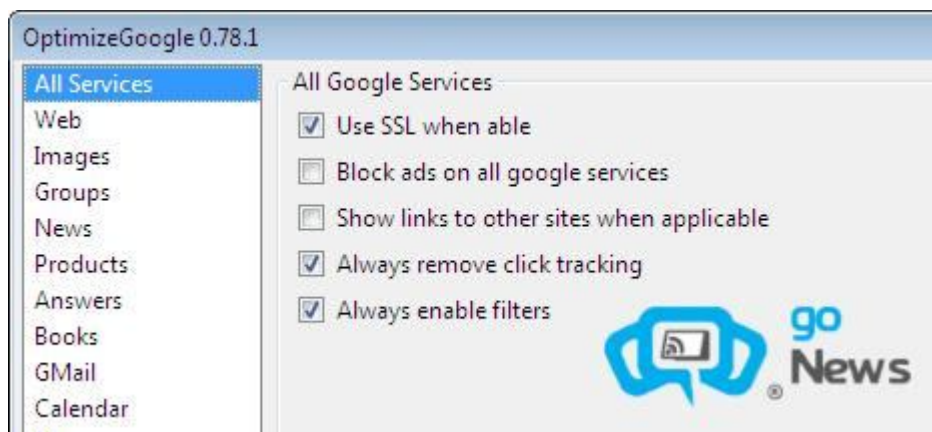 OptimizeGoogle 0.78.1
All Services
Web
Images
Groups
News
Products
Answers
Books
GMail
Calendar
All Google Services
Use SSL when able
Block ads on all google services
Show links to other sites when applicable
Always remove click tracking
Always enable filters
go
News
®